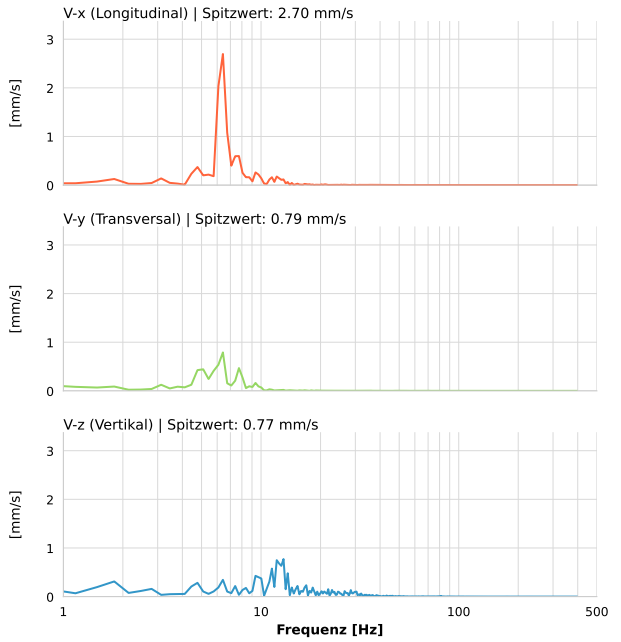 V-x (Longitudinal) | Spitzwert: 2.70 mm/s
3
2
1
0
[mm/s]
V-y (Transversal) | Spitzwert: 0.79 mm/s
3
2
1
0
[mm/s]
V-z (Vertikal) | Spitzwert: 0.77 mm/s
3
2
1
0
[mm/s]
1 10 100 500
Frequenz [Hz]